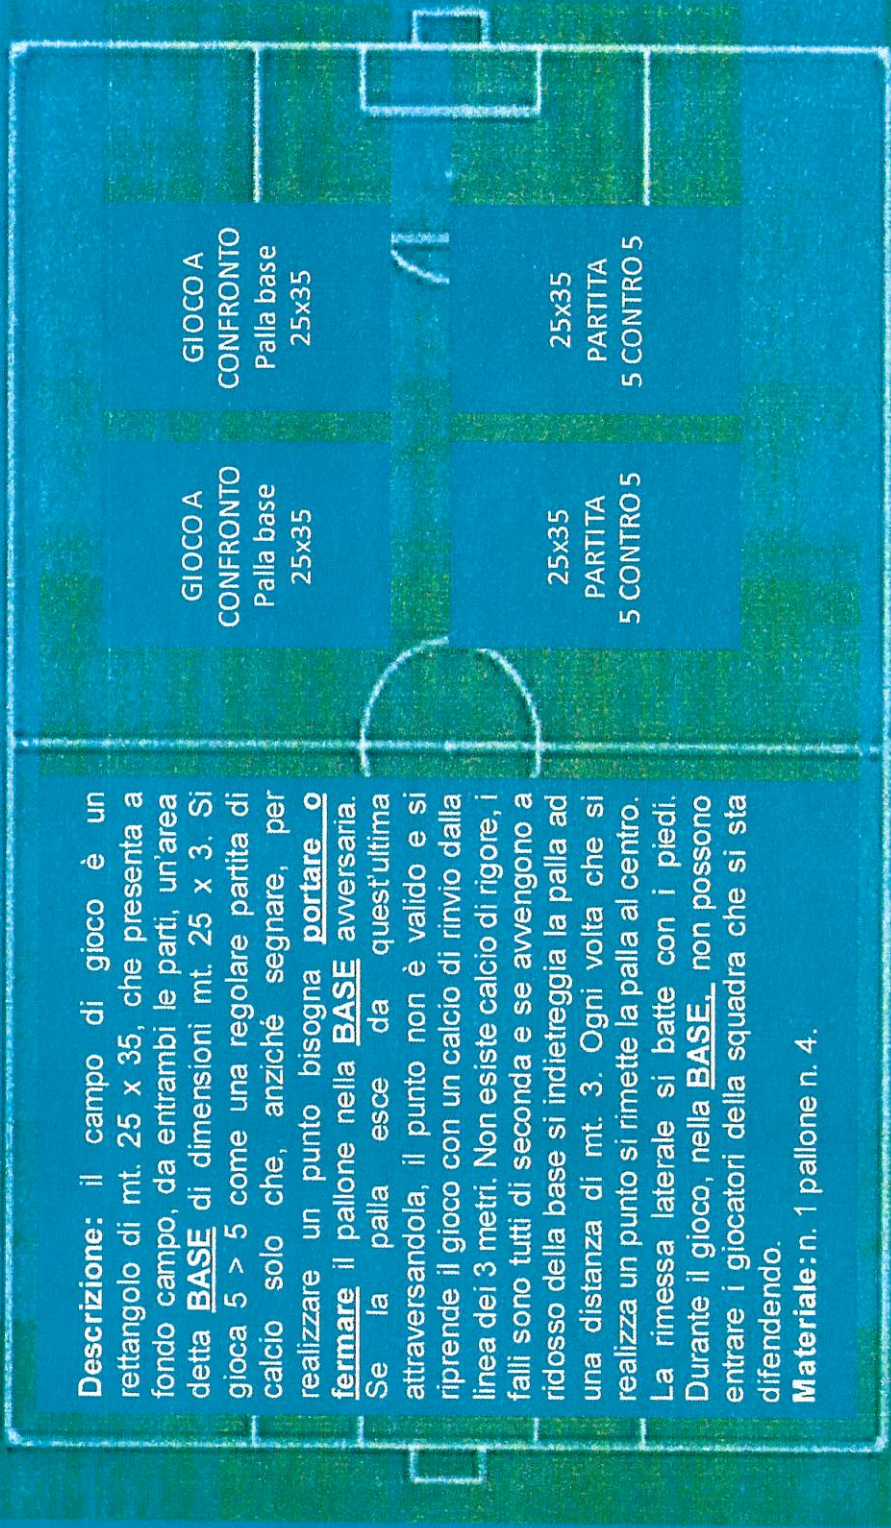 Descrizione: il campo di gioco è un
rettangolo di mt. 25 x 35, che presenta a
fondo campo, da entrambi le parti, un'area
detta BASE di dimensioni mt. 25 x 3. Si
gioca 5 > 5 come una regolare partita di
calcio solo che, anziché segnare, per
realizzare un punto bisogna portare o
fermare il pallone nella BASE avversaria.
Se la palla esce da quest'ultima
attraversandola, il punto non è valido e si
riprende il gioco con un calcio di rinvio dalla
linea dei 3 metri. Non esiste calcio di rigore, i
falli sono tutti di seconda e se avvengono a
ridosso della base si indietreggia la palla ad
una distanza di mt. 3. Ogni volta che si
realizza un punto si rimette la palla al centro.
La rimessa laterale si batte con i piedi.
Durante il gioco, nella BASE, non possono
entrare i giocatori della squadra che si sta
difendendo.
Materiale: n. 1 pallone n. 4.
GIOCO A
CONFRONTO
Palla base
25x35
GIOCO A
CONFRONTO
Palla base
25x35
25x35
PARTITA
5 CONTRO 5
25x35
PARTITA
5 CONTRO 5